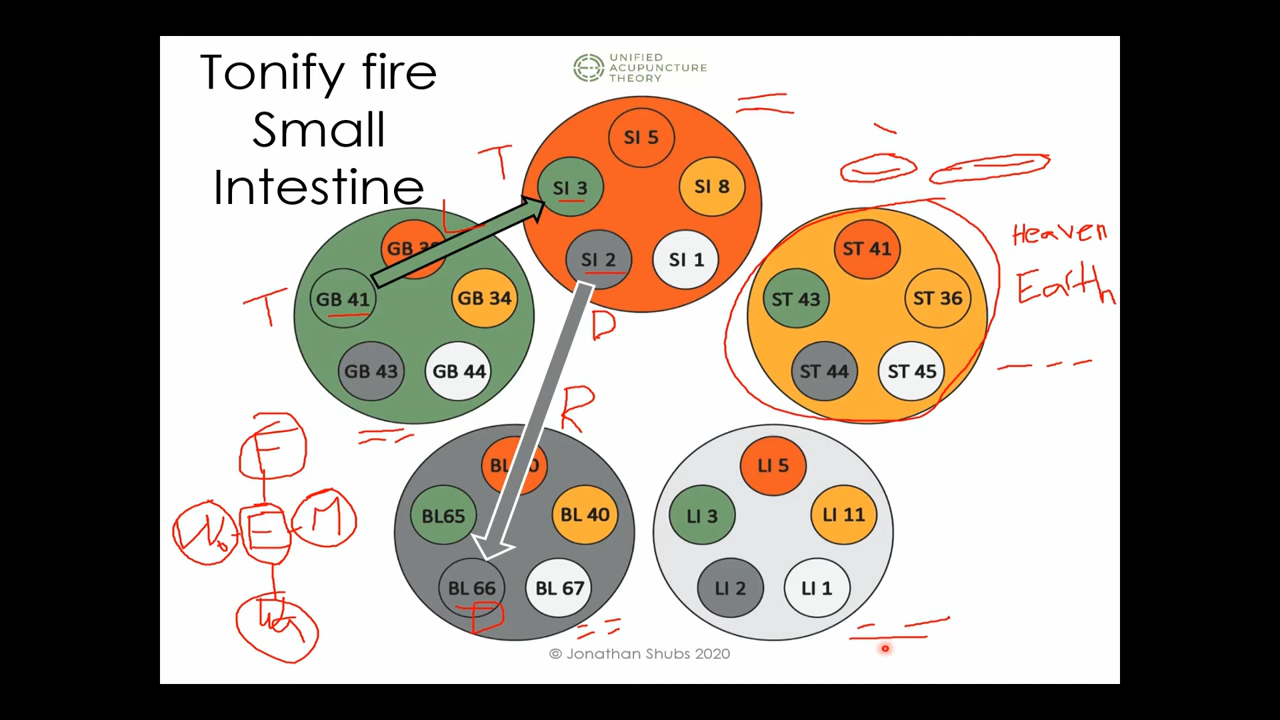 Tonify fire
Small
Intestine
UNIFIED
ACUPUNCTURE
THEORY
SI 5
SI 3
SI 8
SI 2
SI 1
T
GB 41
GB 34
GB 43
GB 44
T
ST 41
ST 43
ST 36
ST 44
ST 45
Heaven
Earth
D
R
BL65
BL 40
BL 66
BL 67
LI 5
LI 3
LI 11
LI 2
LI 1
F
E
M
© Jonathan Shubs 2020